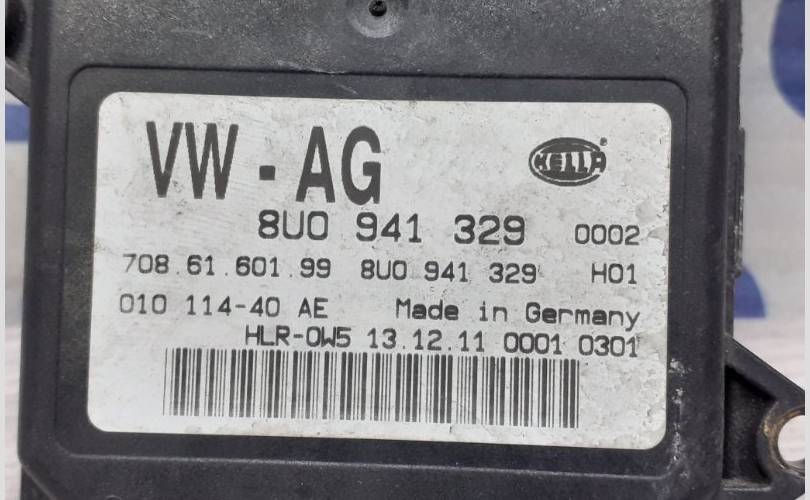 VW-AG
HELLA
8U0 941 329 0002
708.61.601.99 8U0 941 329 H01
010 114-40 AE Made in Germany
HLR-0W5 13.12.11 0001 0301